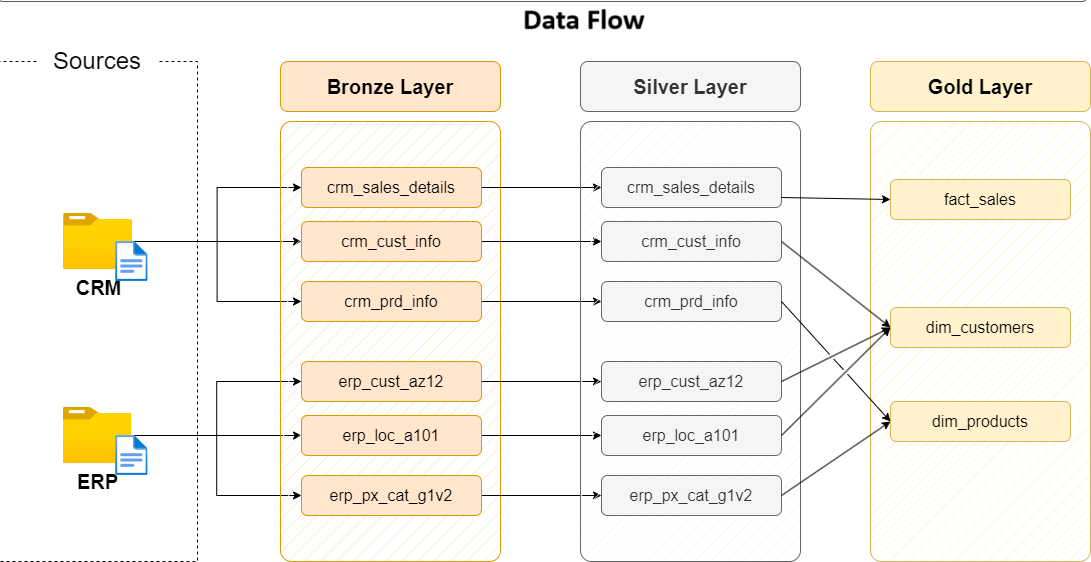 Data Flow
Sources
Bronze Layer
Silver Layer
Gold Layer
crm_sales_details
crm_sales_details
fact_sales
crm_cust_info
crm_cust_info
CRM
crm_prd_info
crm_prd_info
dim_customers
erp_cust_az12
erp_cust_az12
dim_products
erp_loc_a101
erp_loc_a101
ERP
erp_px_cat_g1v2
erp_px_cat_g1v2